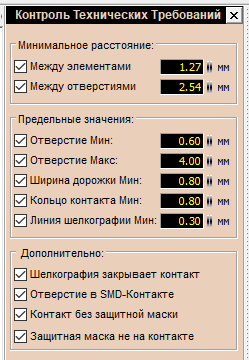 Контроль Технических Требований
Минимальное расстояние:
Между элементами 1.27 мм
Между отверстиями 2.54 мм
Предельные значения:
Отверстие Мин: 0.60 мм
Отверстие Макс: 4.00 мм
Ширина дорожки Мин: 0.80 мм
Кольцо контакта Мин: 0.80 мм
Линия шелкографии Мин: 0.30 мм
Дополнительно:
Шелкография закрывает контакт
Отверстие в SMD-Контакте
Контакт без защитной маски
Защитная маска не на контакте